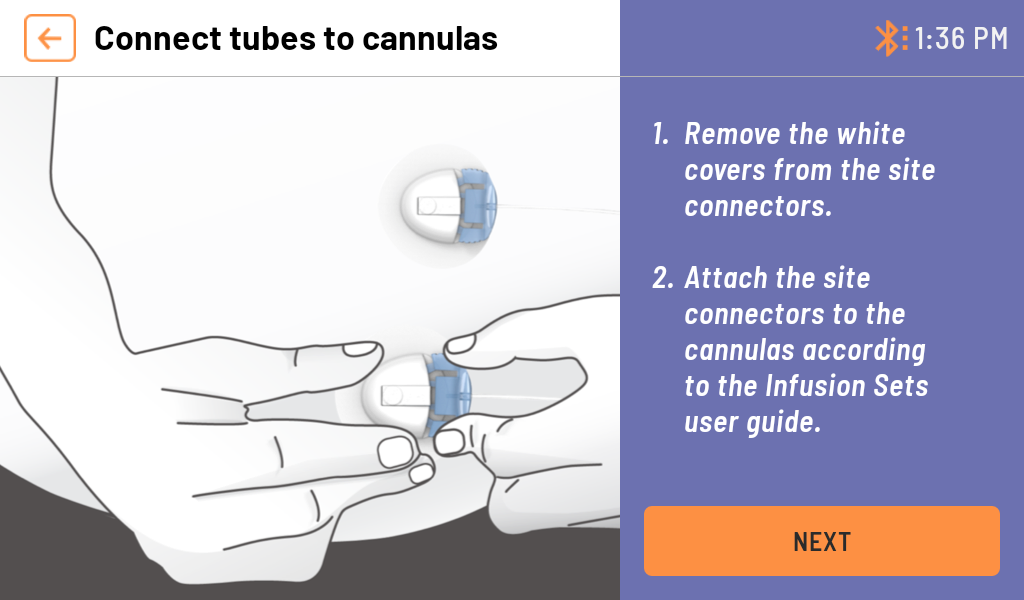 Connect tubes to cannulas
1:36 PM
1. Remove the white
covers from the site
connectors.
2. Attach the site
connectors to the
cannulas according
to the Infusion Sets
user guide.
NEXT